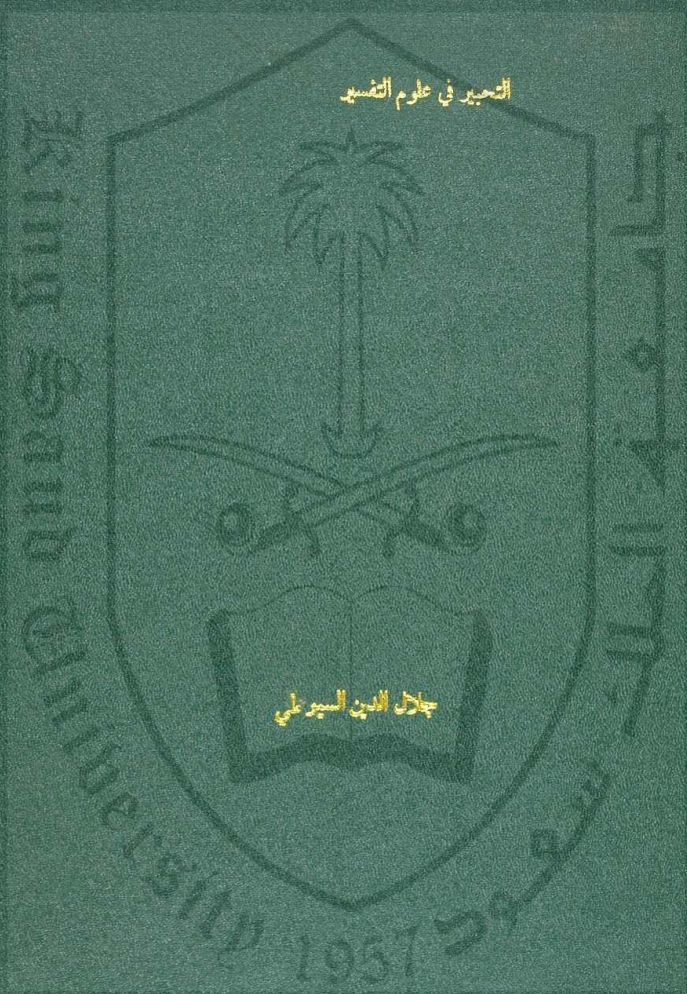 التحبير في علوم التفسير
جلال الدين السيوطي
King Saud University 1957
جامعة الملك سعود